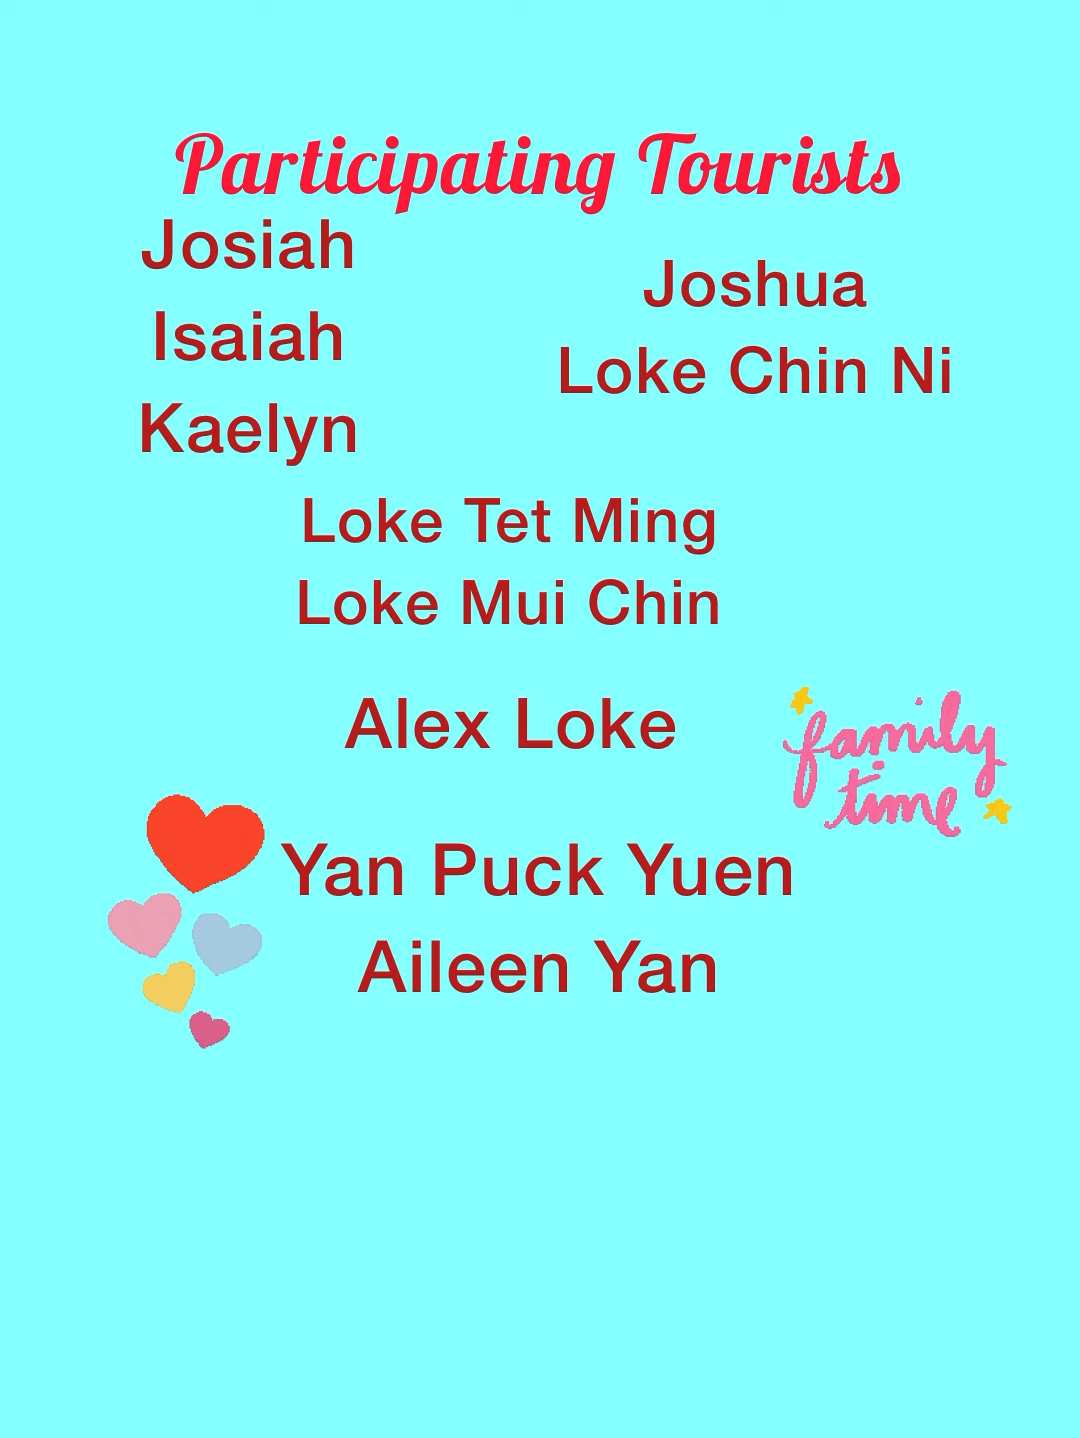 Participating Tourists
Josiah
Isaiah
Kaelyn
Joshua
Loke Chin Ni
Loke Tet Ming
Loke Mui Chin
Alex Loke
family
time
Yan Puck Yuen
Aileen Yan